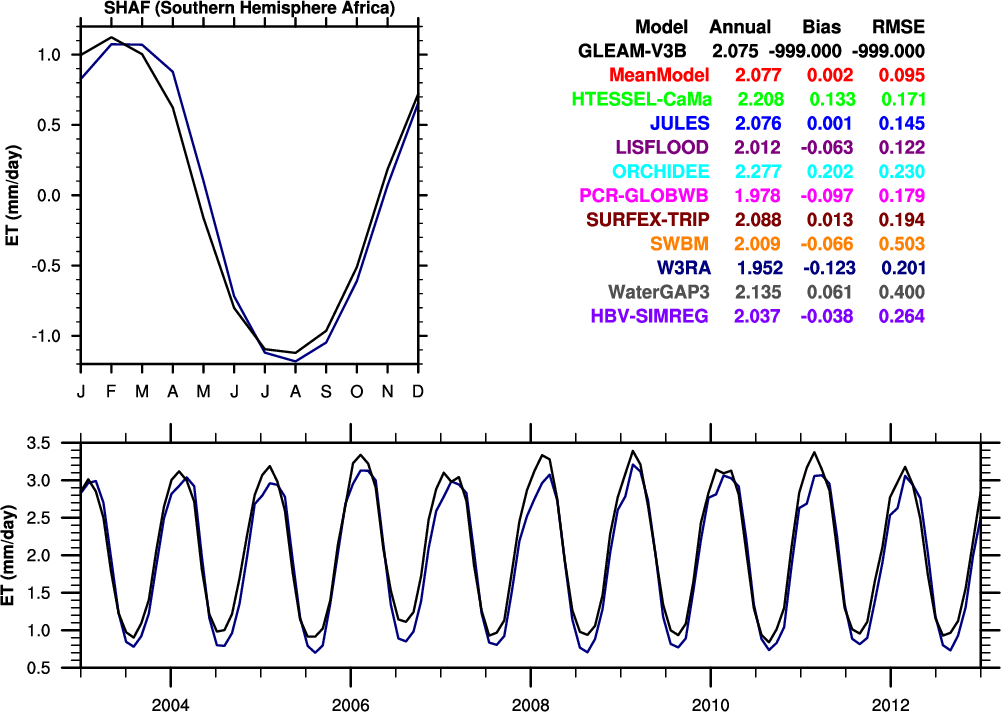 SHAF (Southern Hemisphere Africa)
1.0
0.5
0.0
-0.5
-1.0
ET (mm/day)
J F M A M J J A S O N D
Model Annual Bias RMSE
GLEAM-V3B 2.075 -999.000 -999.000
MeanModel 2.077 0.002 0.095
HTESSEL-CaMa 2.208 0.133 0.171
JULES 2.076 0.001 0.145
LISFLOOD 2.012 -0.063 0.122
ORCHIDEE 2.277 0.202 0.230
PCR-GLOBWB 1.978 -0.097 0.179
SURFEX-TRIP 2.088 0.013 0.194
SWBM 2.009 -0.066 0.503
W3RA 1.952 -0.123 0.201
WaterGAP3 2.135 0.061 0.400
HBV-SIMREG 2.037 -0.038 0.264
3.5
3.0
2.5
2.0
1.5
1.0
0.5
ET (mm/day)
2004 2006 2008 2010 2012